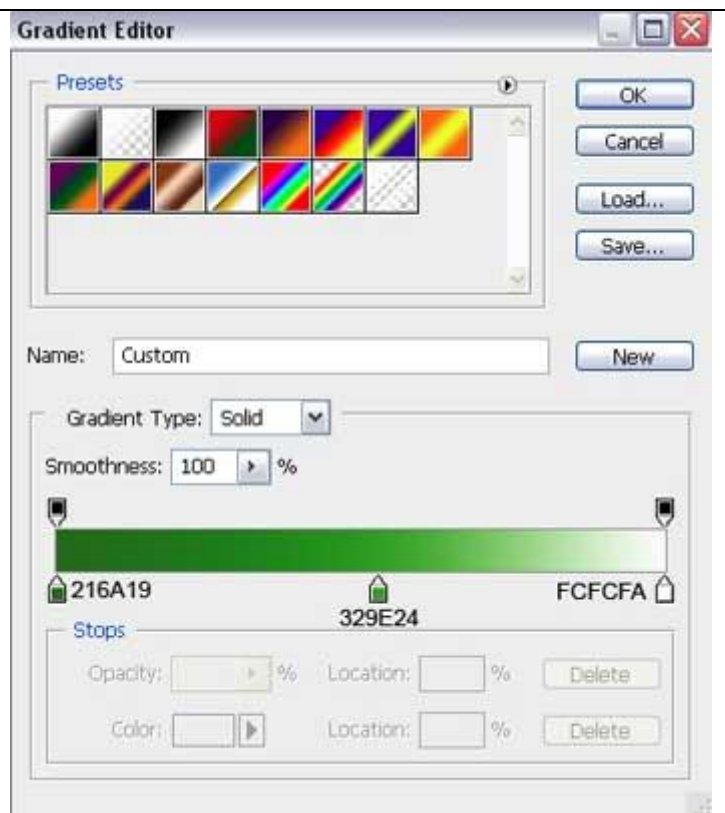 Gradient Editor
Presets
OK
Cancel
Load...
Save...
Name: Custom
New
Gradient Type: Solid
Smoothness: 100 %
216A19
329E24
FCFCFA
Stops
Opacity: % Location: % Delete
Color: Location: % Delete